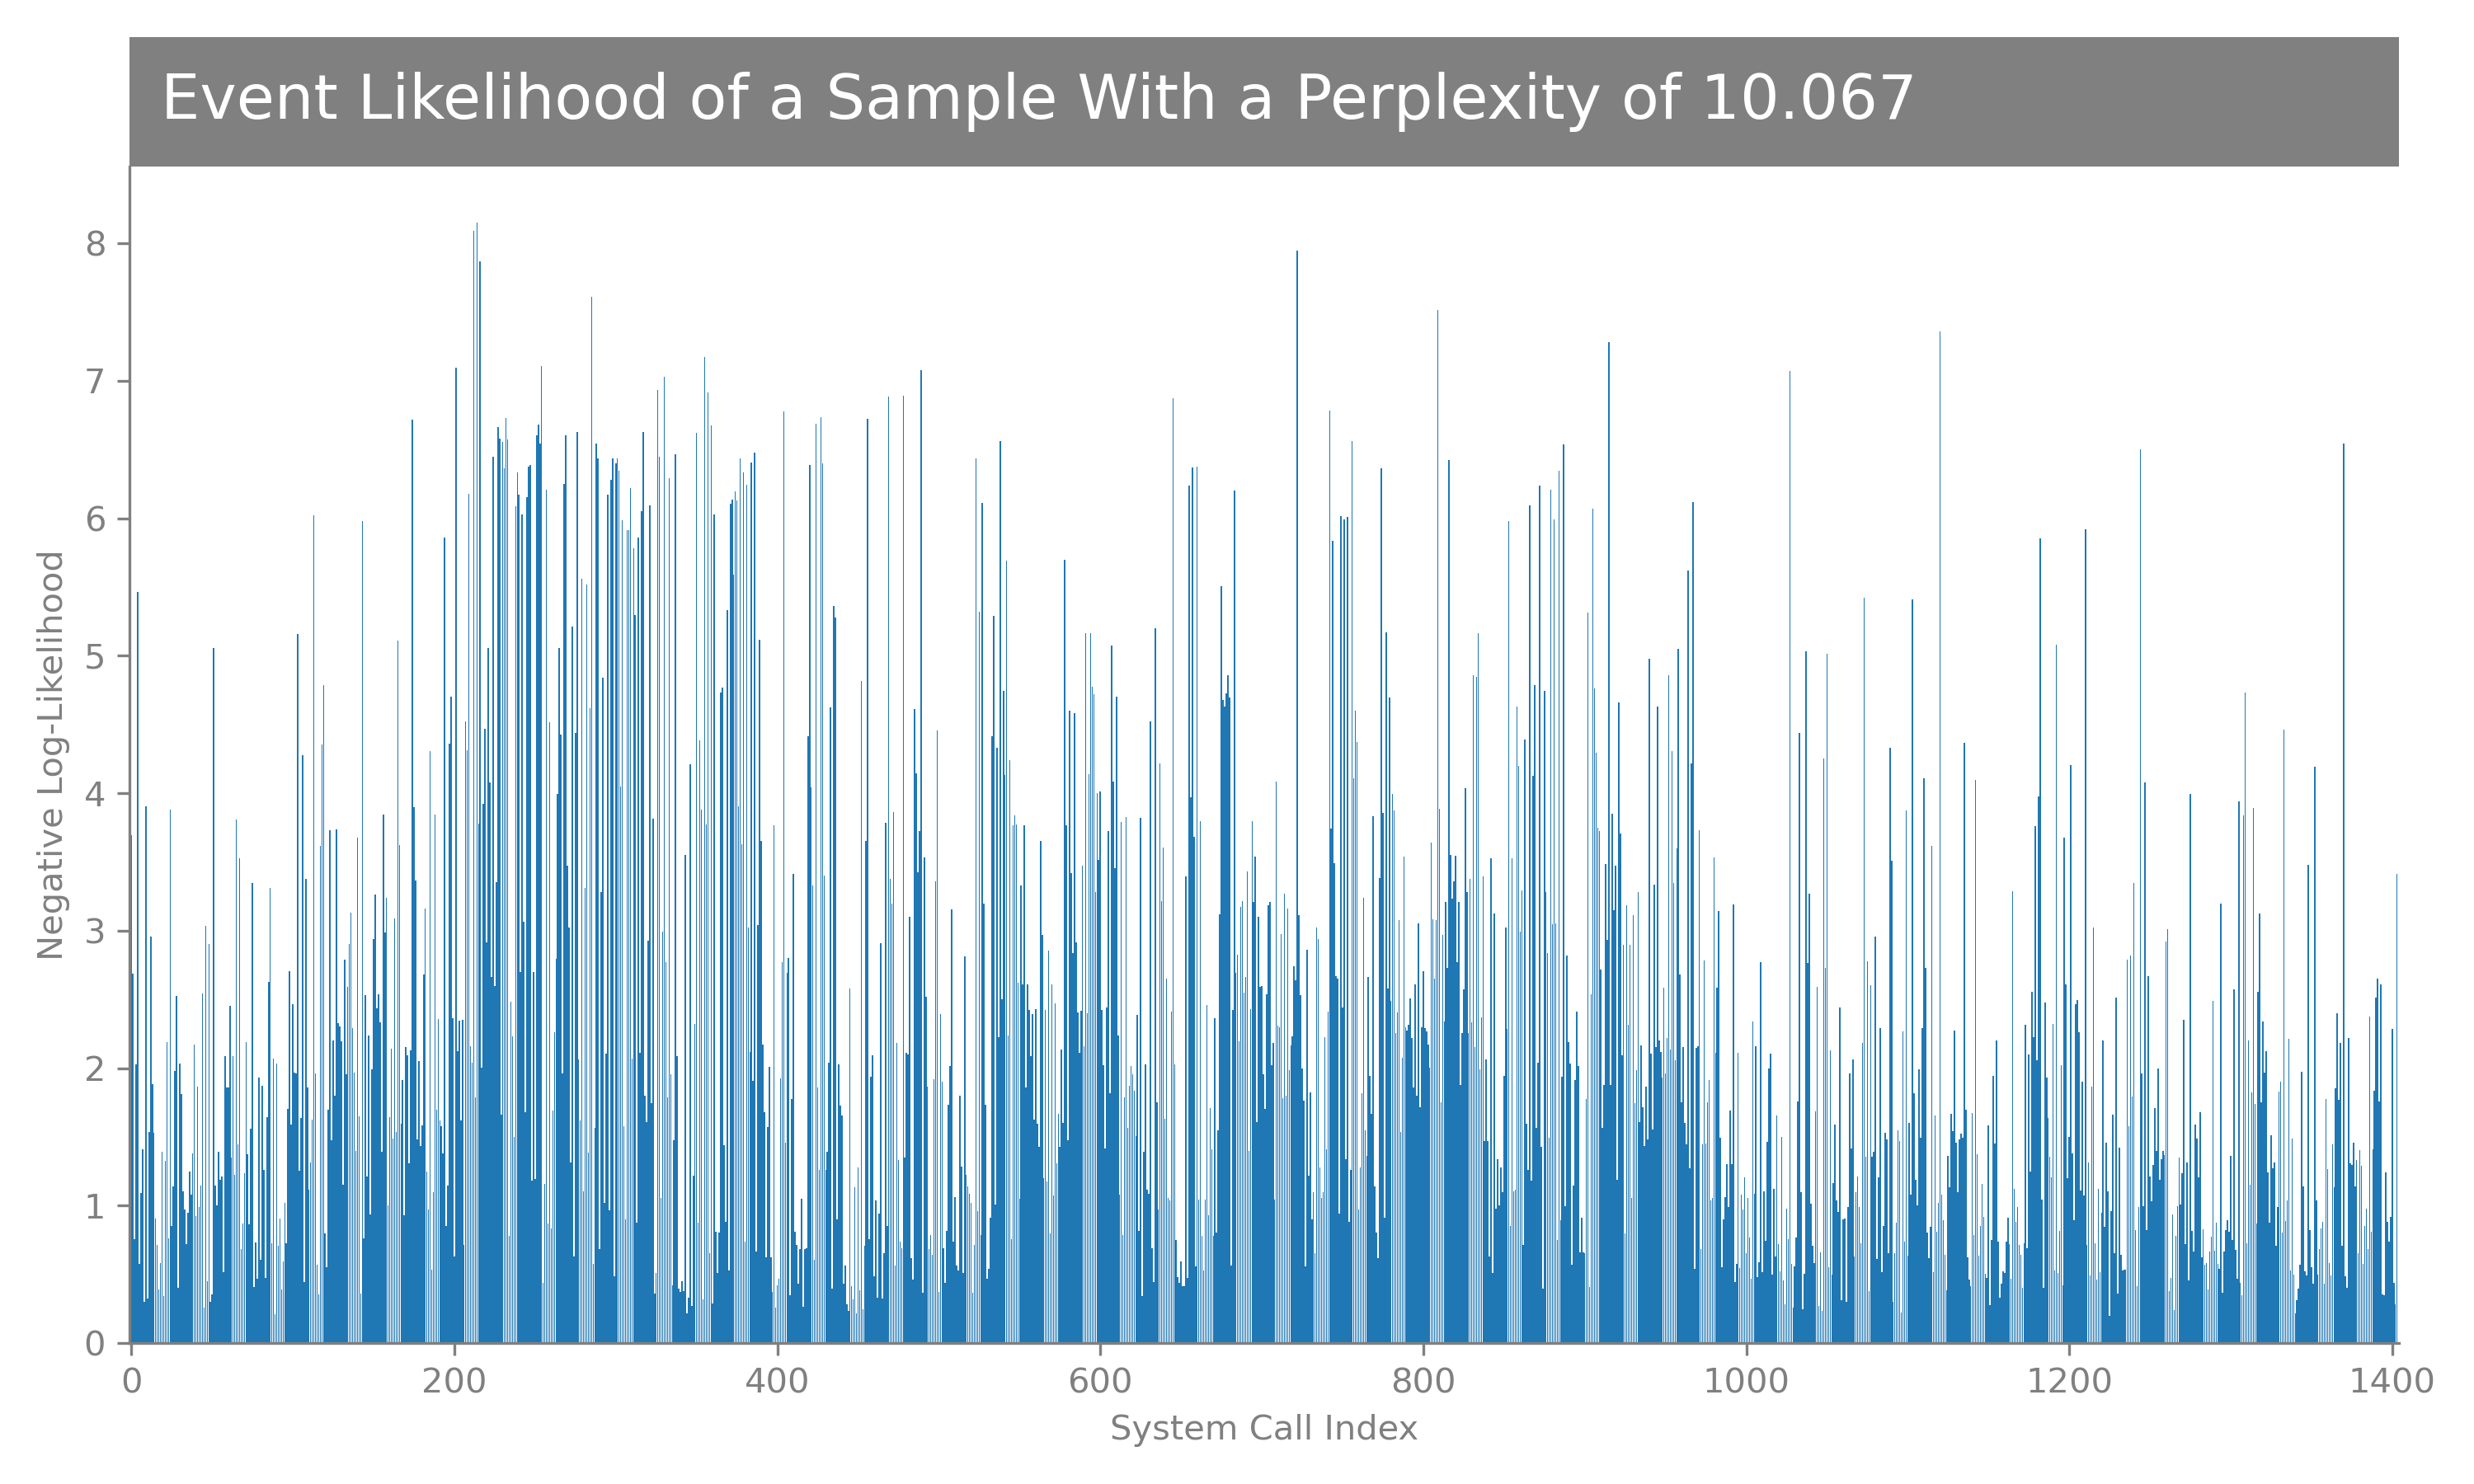 Event Likelihood of a Sample With a Perplexity of 10.067
8
7
6
5
4
3
2
1
0
Negative Log-Likelihood
0 200 400 600 800 1000 1200 1400
System Call Index